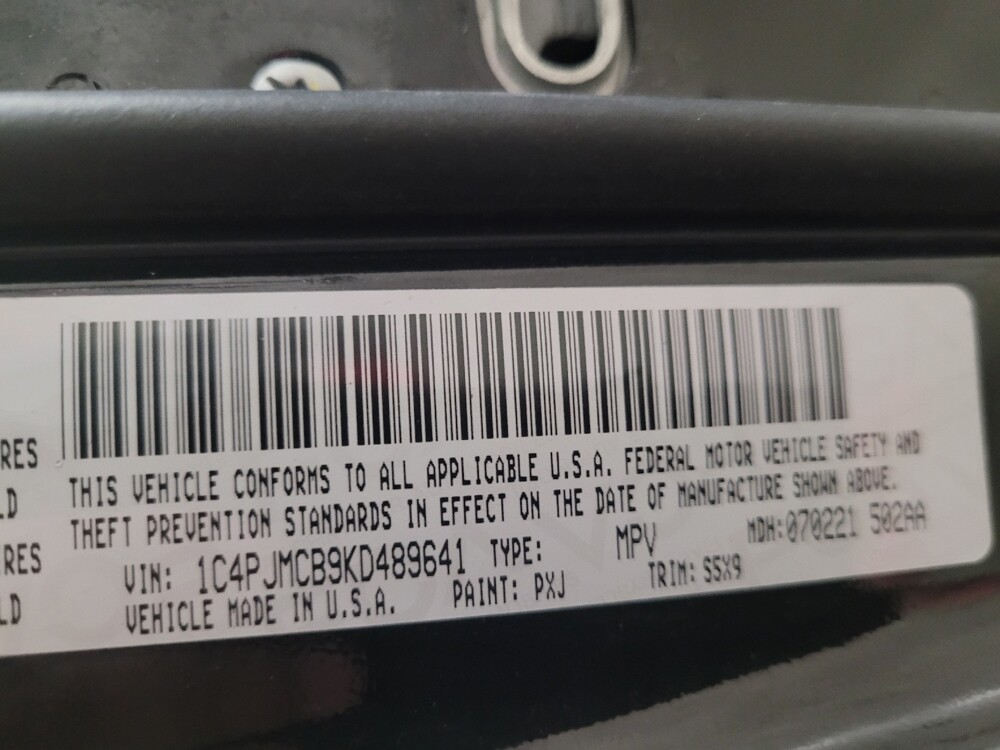 RES
LD
IRES
LD
THIS VEHICLE CONFORMS TO ALL APPLICABLE U.S.A. FEDERAL MOTOR VEHICLE SAFETY AND
THEFT PREVENTION STANDARDS IN EFFECT ON THE DATE OF MANUFACTURE SHOWN ABOVE.
VIN: 1C4PJMCB9KD489641 TYPE: MPV MDH:070221 502AA
VEHICLE MADE IN U.S.A. PAINT: PXJ TRIM: S5X9